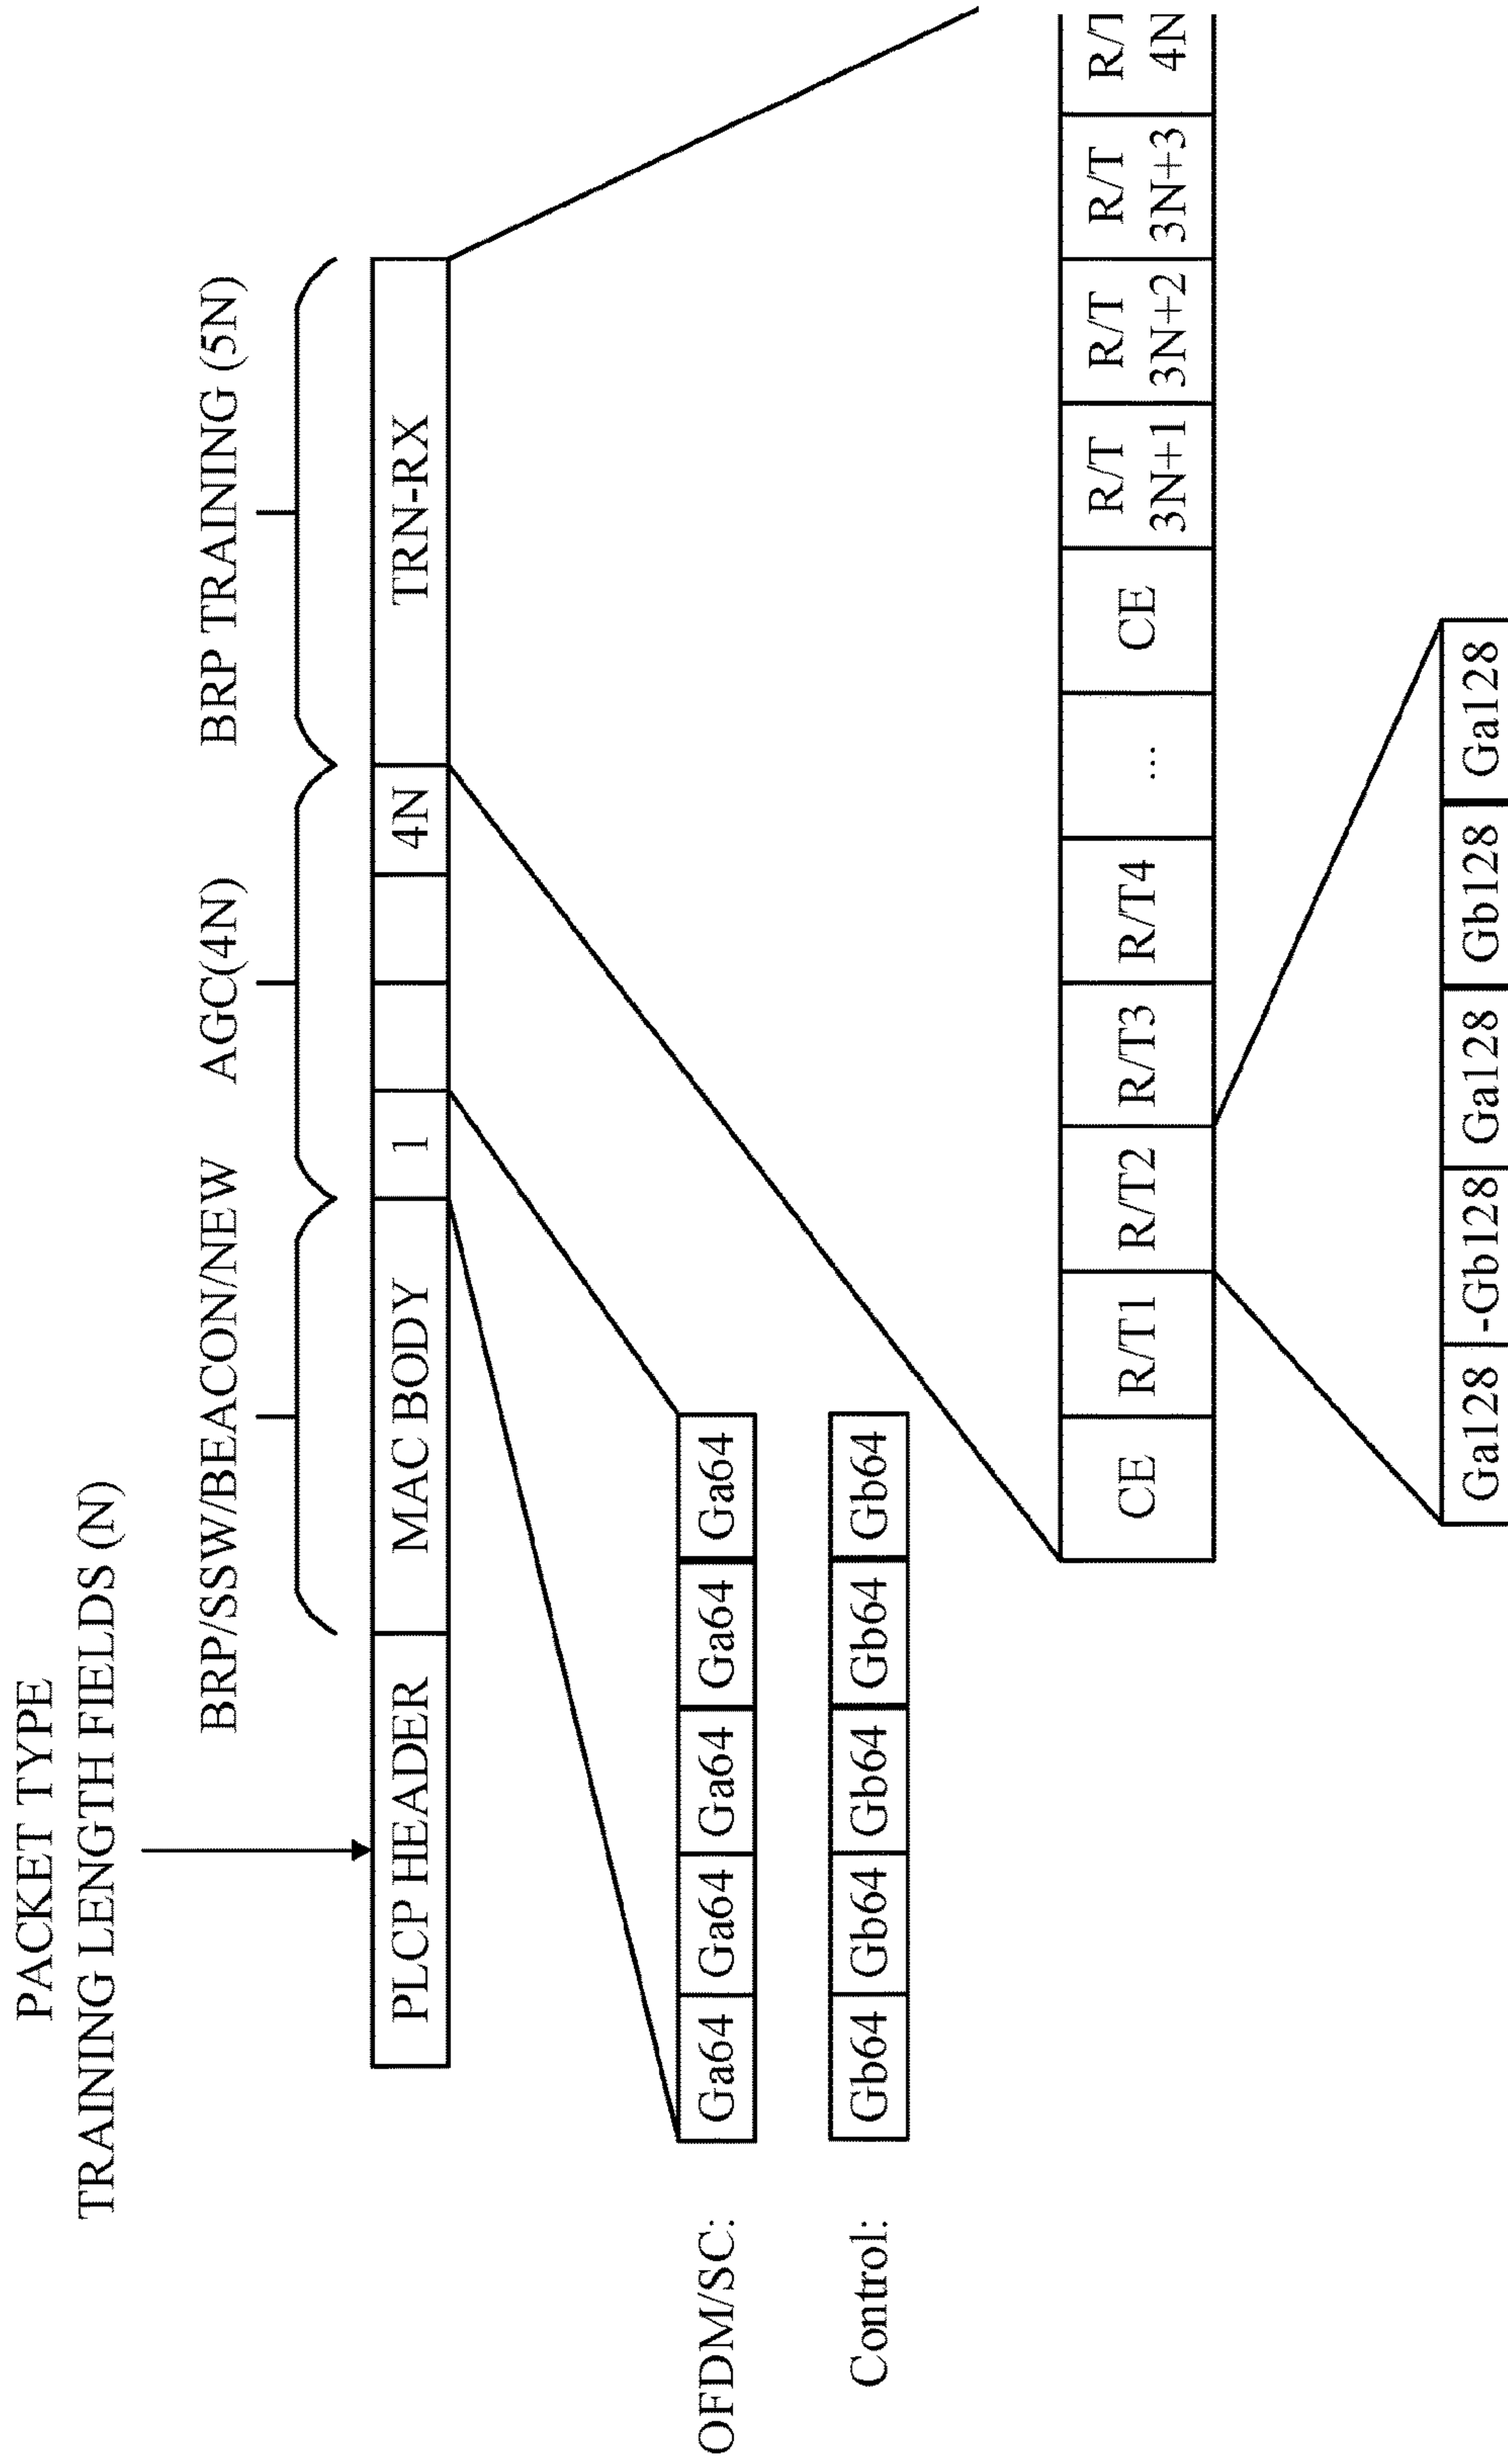 PACKET TYPE
TRAINING LENGTH FIELDS (N)
BRP/SSW/BEACON/NEW AGC(4N) BRP TRAINING (5N)
PLCP HEADER MAC BODY 1 4N TRN-RX
OFDM/SC: Ga64 Ga64 Ga64 Ga64 Ga64
Control: Gb64 Gb64 Gb64 Gb64 Gb64
CE R/T1 R/T2 R/T3 R/T4 ... CE R/T 3N+1 R/T 3N+2 R/T 3N+3 R/T 4N
Ga128 -Gb128 Ga128 Gb128 Ga128